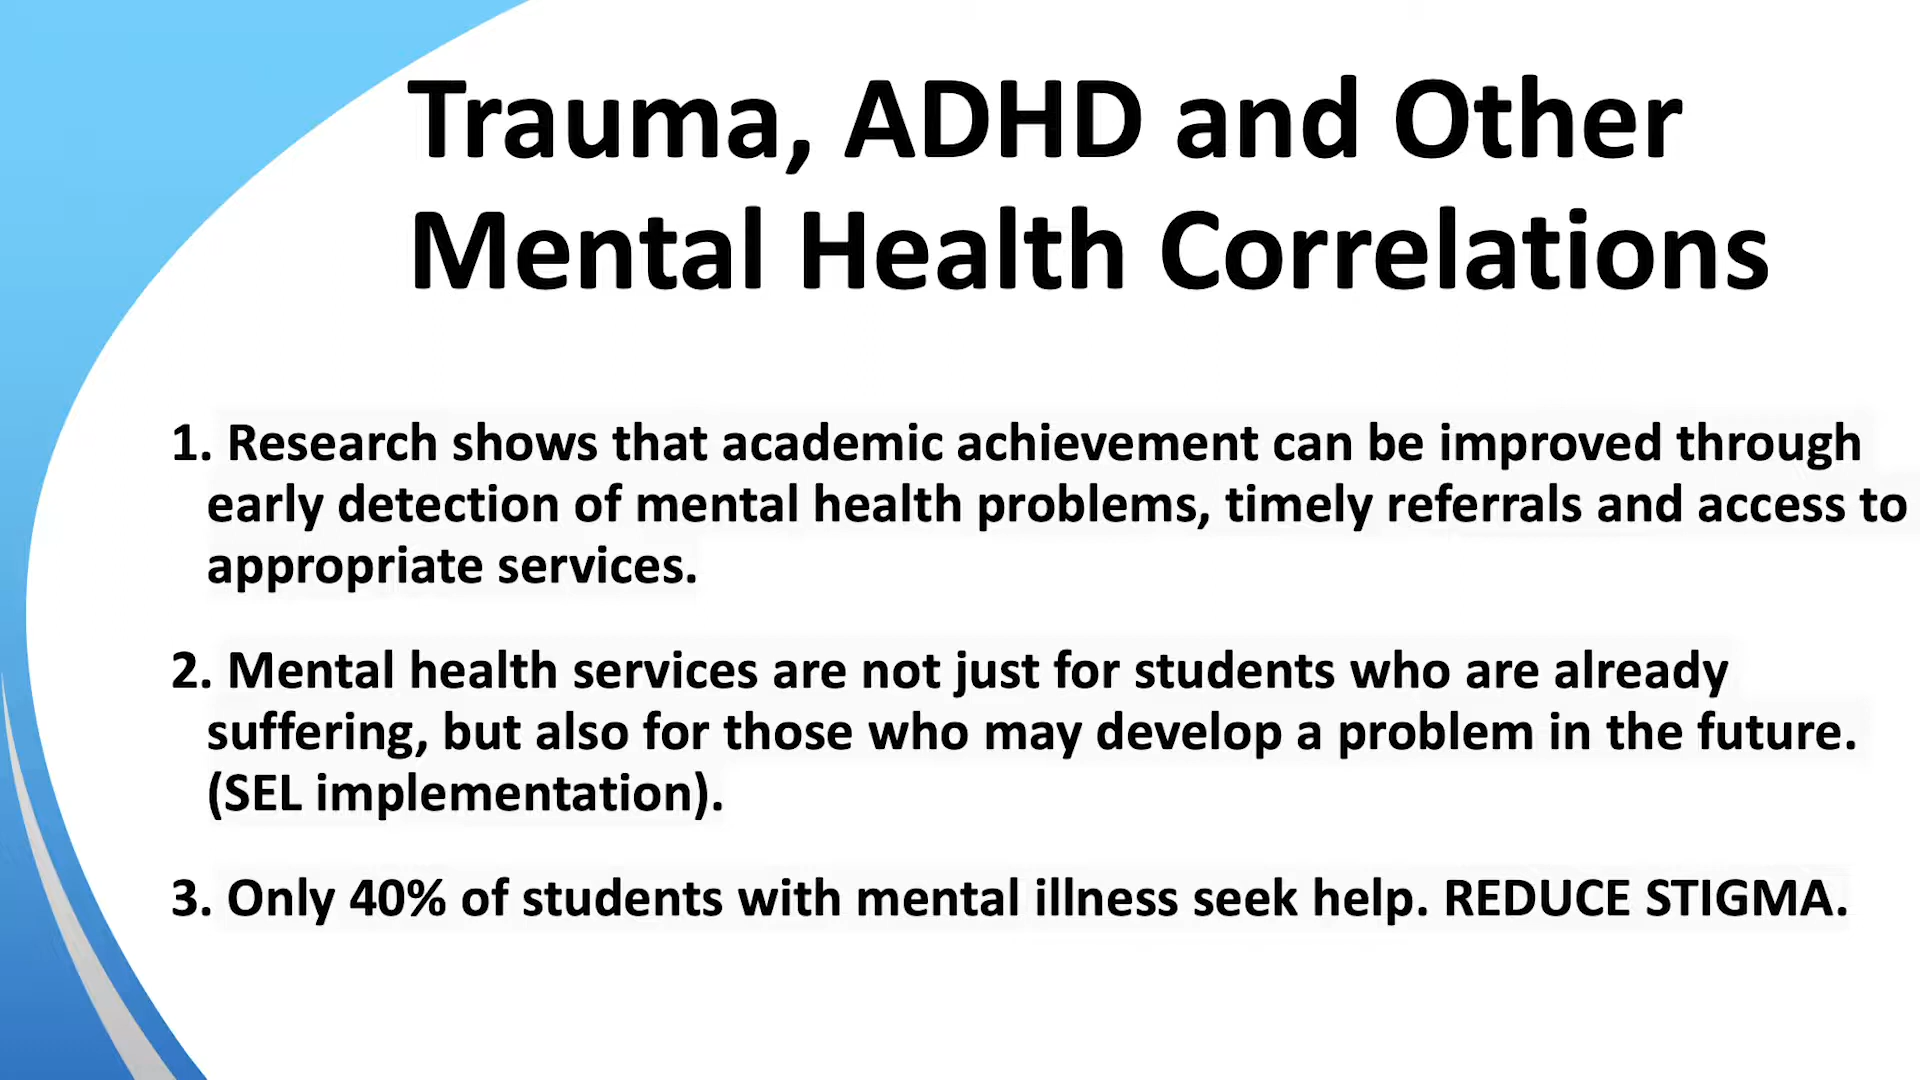 Trauma, ADHD and Other
Mental Health Correlations
1. Research shows that academic achievement can be improved through
early detection of mental health problems, timely referrals and access to
appropriate services.
2. Mental health services are not just for students who are already
suffering, but also for those who may develop a problem in the future.
(SEL implementation).
3. Only 40% of students with mental illness seek help. REDUCE STIGMA.